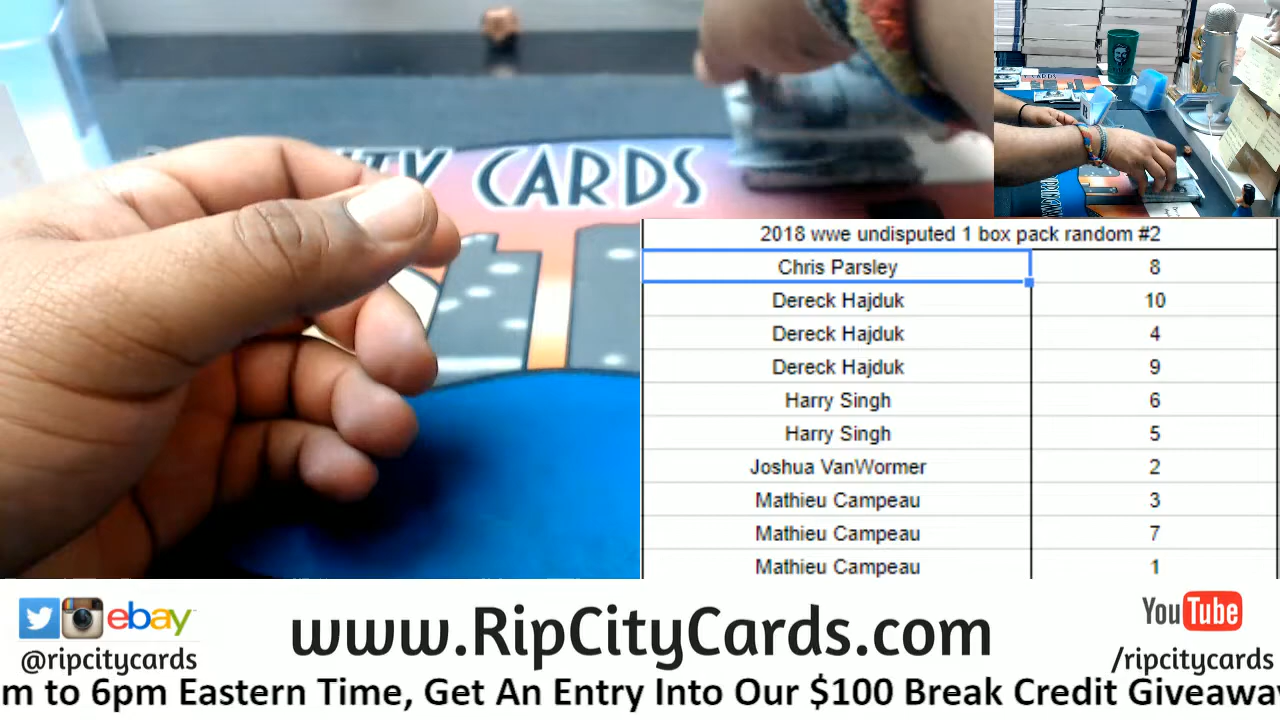 CITY CARDS
CARDS
2018 wwe undisputed 1 box pack random #2
Chris Parsley 8
Dereck Hajduk 10
Dereck Hajduk 4
Dereck Hajduk 9
Harry Singh 6
Harry Singh 5
Joshua VanWormer 2
Mathieu Campeau 3
Mathieu Campeau 7
Mathieu Campeau 1
ebay
@ripcitycards
www.RipCityCards.com
YouTube
/ripcitycards
m to 6pm Eastern Time, Get An Entry Into Our $100 Break Credit Giveaway